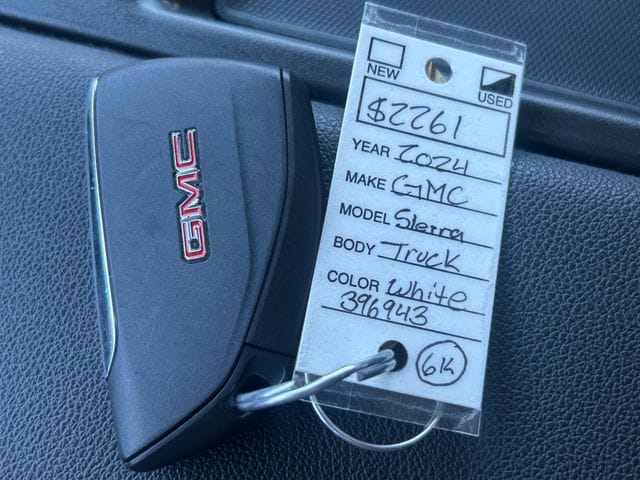 GMC
NEW
USED
$2261
YEAR 2024
MAKE GMC
MODEL Sierra
BODY Truck
COLOR White
396943
6K